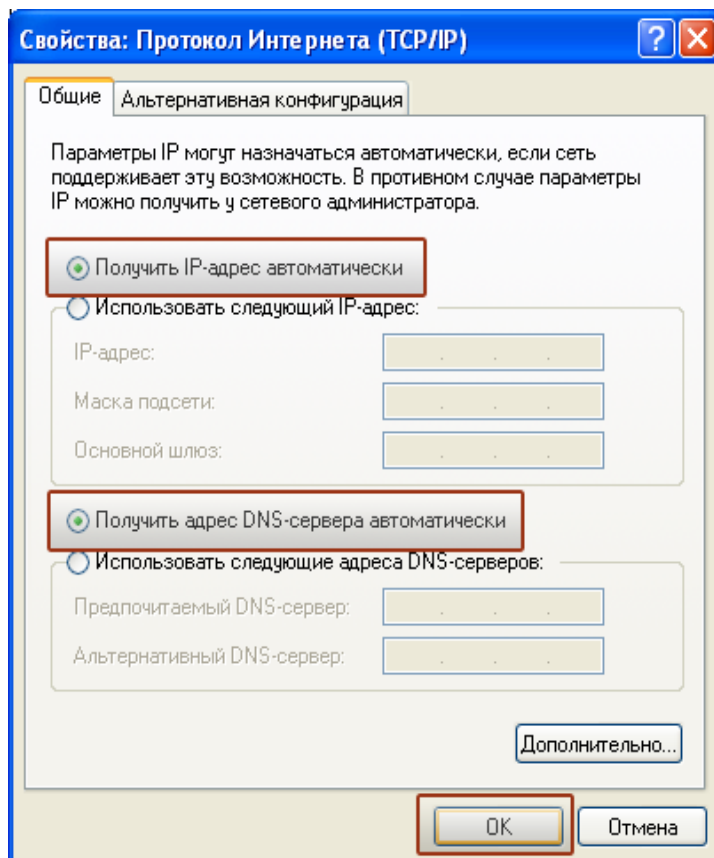 Свойства: Протокол Интернета (TCP/IP)
Общие
Альтернативная конфигурация
Параметры IP могут назначаться автоматически, если сеть
поддерживает эту возможность. В противном случае параметры
IP можно получить у сетевого администратора.
Получить IP-адрес автоматически
Использовать следующий IP-адрес:
IP-адрес:
Маска подсети:
Основной шлюз:
Получить адрес DNS-сервера автоматически
Использовать следующие адреса DNS-серверов:
Предпочитаемый DNS-сервер:
Альтернативный DNS-сервер:
Дополнительно...
OK
Отмена